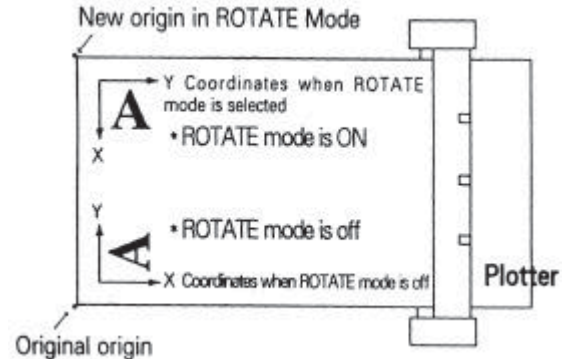 New origin in ROTATE Mode
Y Coordinates when ROTATE
mode is selected
A
* ROTATE mode is ON
X
Y
* ROTATE mode is off
A
X Coordinates when ROTATE mode is off
Plotter
Original origin